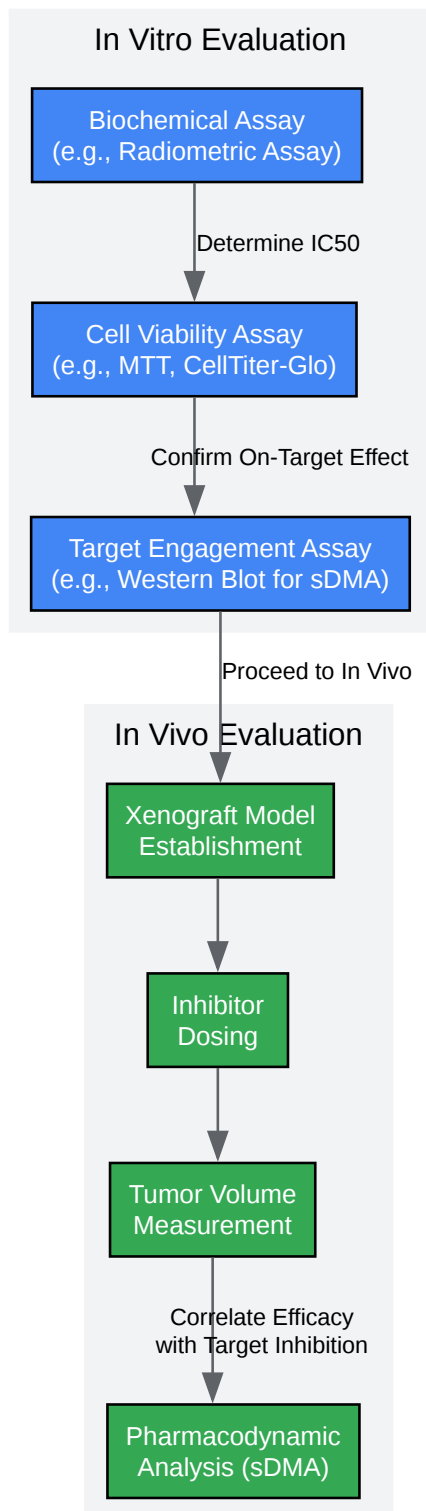 In Vitro Evaluation
Biochemical Assay
(e.g., Radiometric Assay)
Determine IC50
Cell Viability Assay
(e.g., MTT, CellTiter-Glo)
Confirm On-Target Effect
Target Engagement Assay
(e.g., Western Blot for sDMA)
Proceed to In Vivo
In Vivo Evaluation
Xenograft Model
Establishment
Inhibitor
Dosing
Tumor Volume
Measurement
Correlate Efficacy
with Target Inhibition
Pharmacodynamic
Analysis (sDMA)